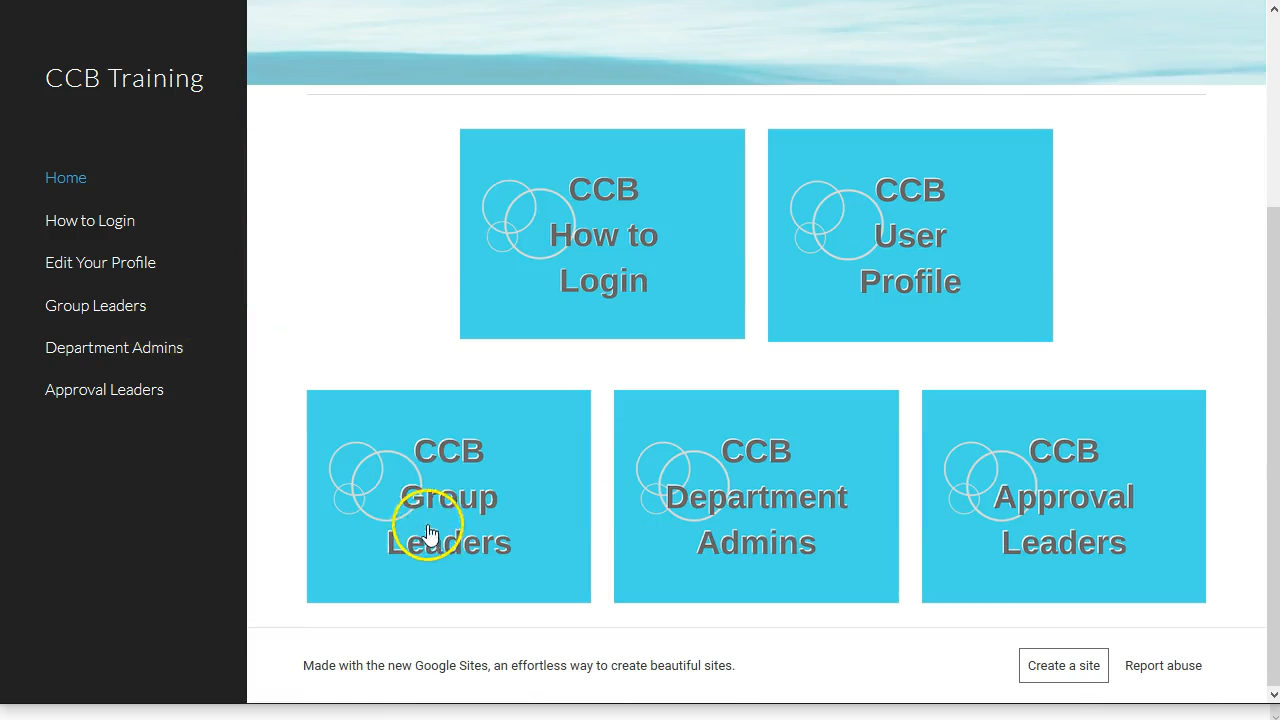 CCB Training
Home
How to Login
Edit Your Profile
Group Leaders
Department Admins
Approval Leaders
CCB
How to
Login
CCB
User
Profile
CCB
Group
Leaders
CCB
Department
Admins
CCB
Approval
Leaders
Made with the new Google Sites, an effortless way to create beautiful sites.
Create a site
Report abuse